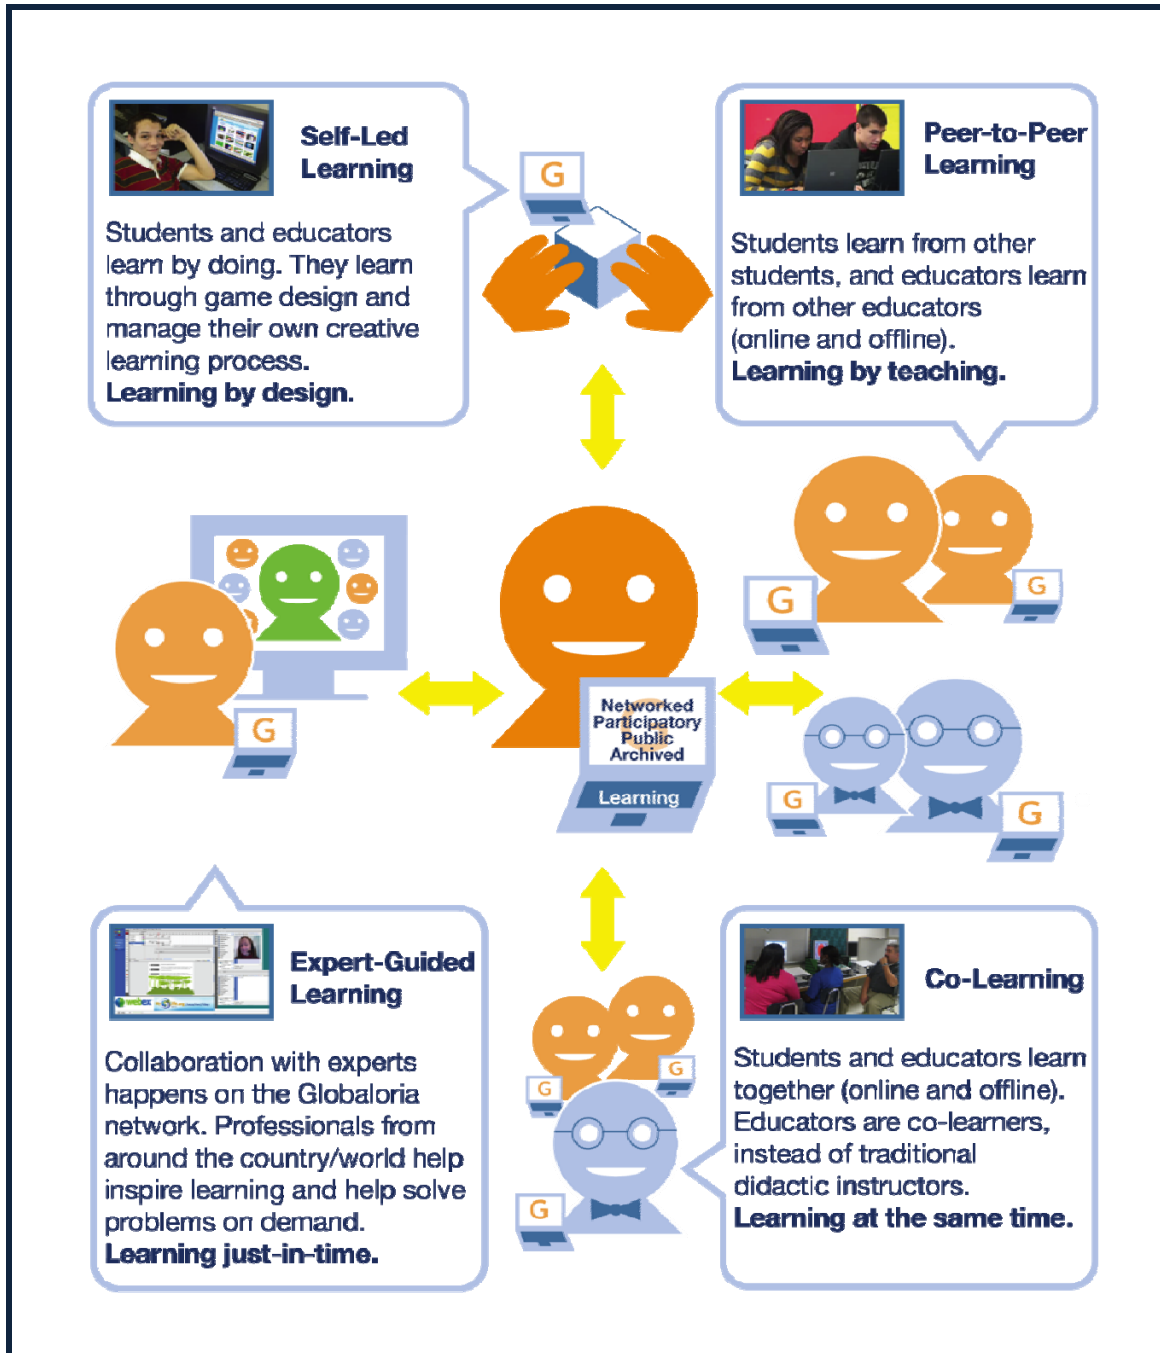 Self-Led
Learning
Students and educators
learn by doing. They learn
through game design and
manage their own creative
learning process.
Learning by design.
G
Peer-to-Peer
Learning
Students learn from other
students, and educators learn
from other educators
(online and offline).
Learning by teaching.
G
G
G
Networked
Participatory
Public
Archived
G
Learning
G
G
Expert-Guided
Learning
webex
Collaboration with experts
happens on the Globaloria
network. Professionals from
around the country/world help
inspire learning and help solve
problems on demand.
Learning just-in-time.
G
G
G
Co-Learning
Students and educators learn
together (online and offline).
Educators are co-learners,
instead of traditional
didactic instructors.
Learning at the same time.